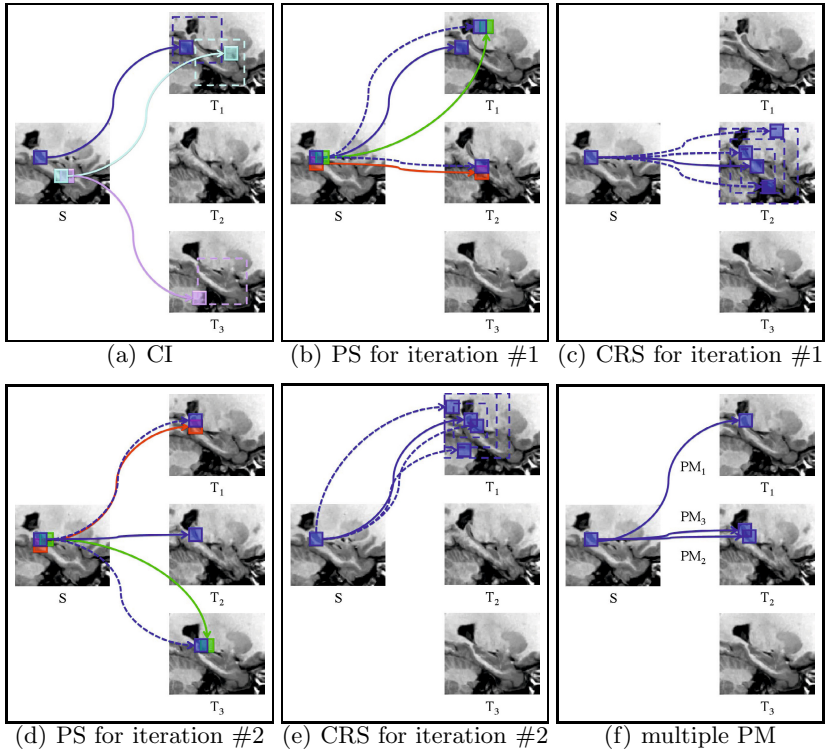 T1
S
T2
T3
(a) CI
T1
S
T2
T3
(b) PS for iteration #1
T1
S
T2
T3
(c) CRS for iteration #1
T1
S
T2
T3
(d) PS for iteration #2
T1
S
T2
T3
(e) CRS for iteration #2
T1
PM1
PM3
PM2
S
T2
T3
(f) multiple PM